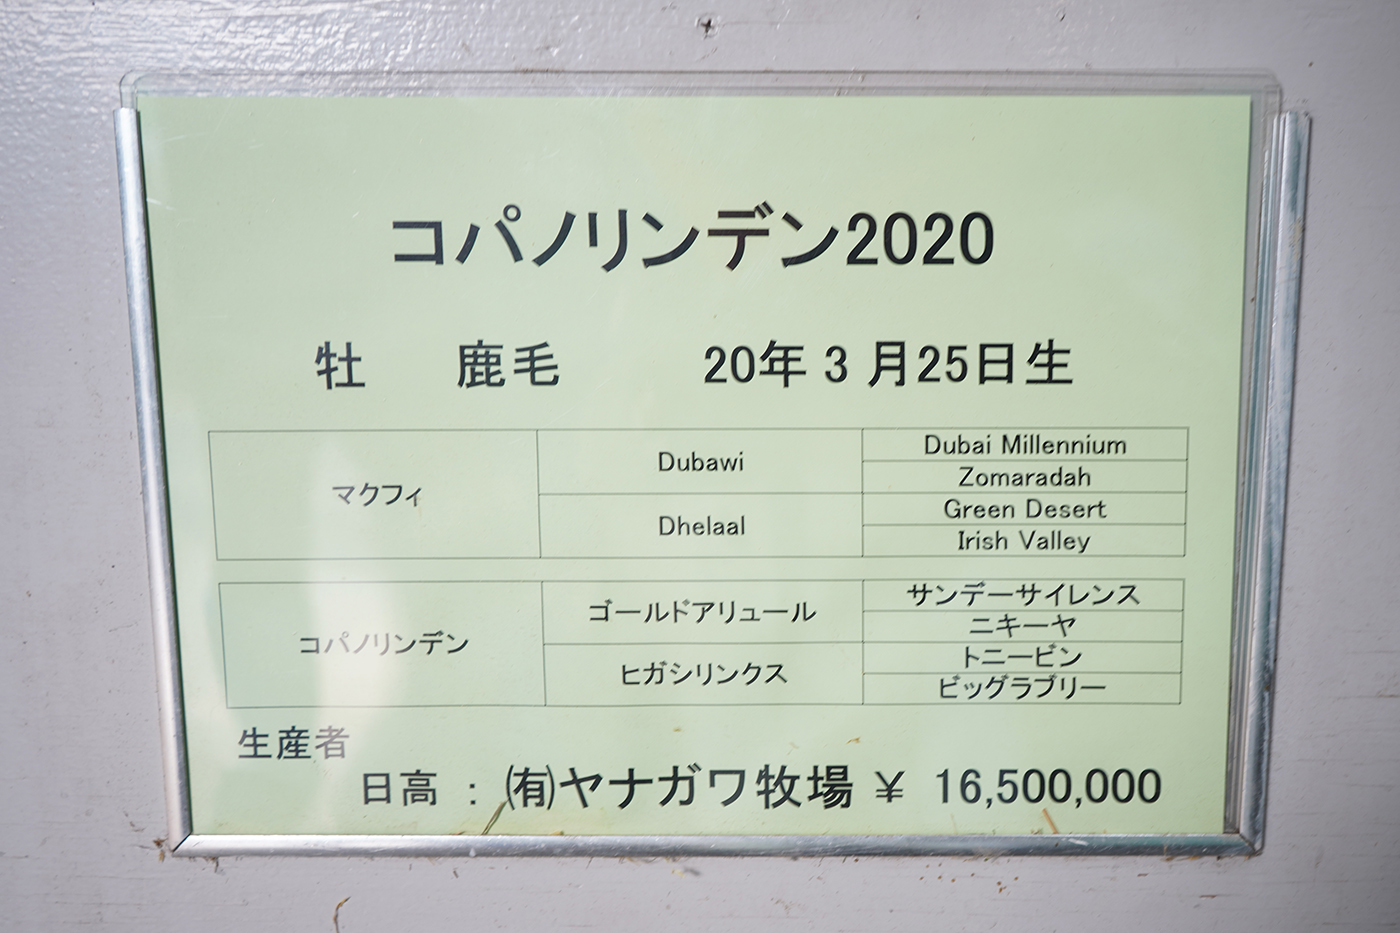 コパノリンデン2020
牡 鹿毛 20年3月25日生
マクフィ
Dubawi
Dubai Millennium
Zomaradah
Dhelaal
Green Desert
Irish Valley
コパノリンデン
ゴールドアリュール
サンデーサイレンス
ニキーヤ
ヒガシリンクス
トニービン
ビッグラブリー
生産者
日高 : ㈲ヤナガワ牧場 ¥ 16,500,000